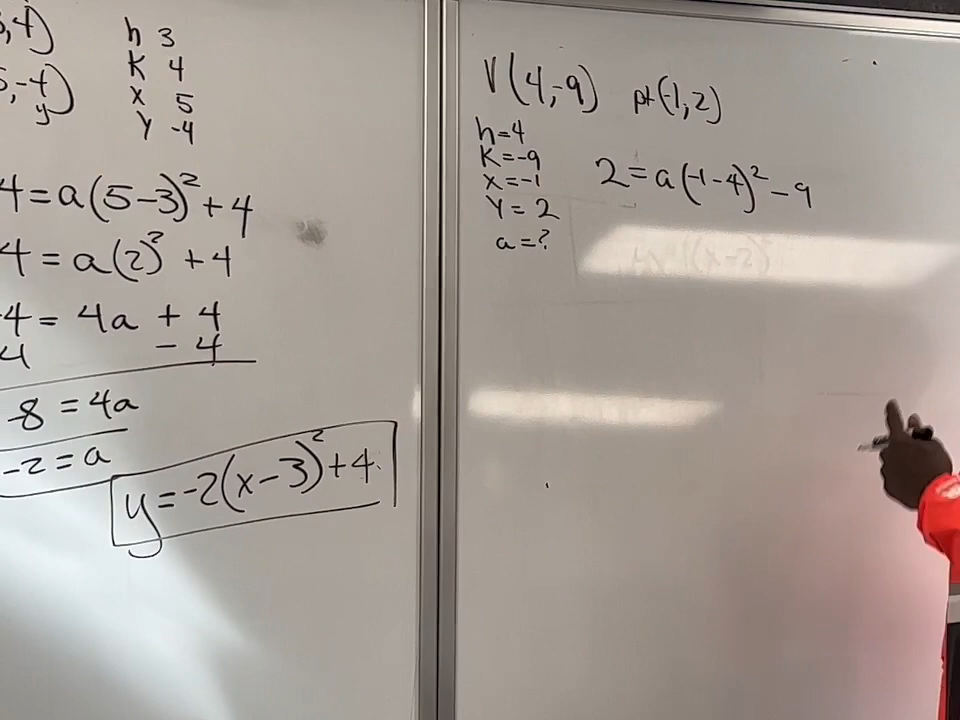 ,4)
,-4)
y
h 3
K 4
x 5
y -4
4=a(5-3)²+4
4=a(2)²+4
-4=4a+4
4 -4
-8=4a
-2=a
y=-2(x-3)²+4
V(4,-9) pt(-1,2)
h=4
K=-9
x=-1
y=2
a=?
2=a(-1-4)²-9